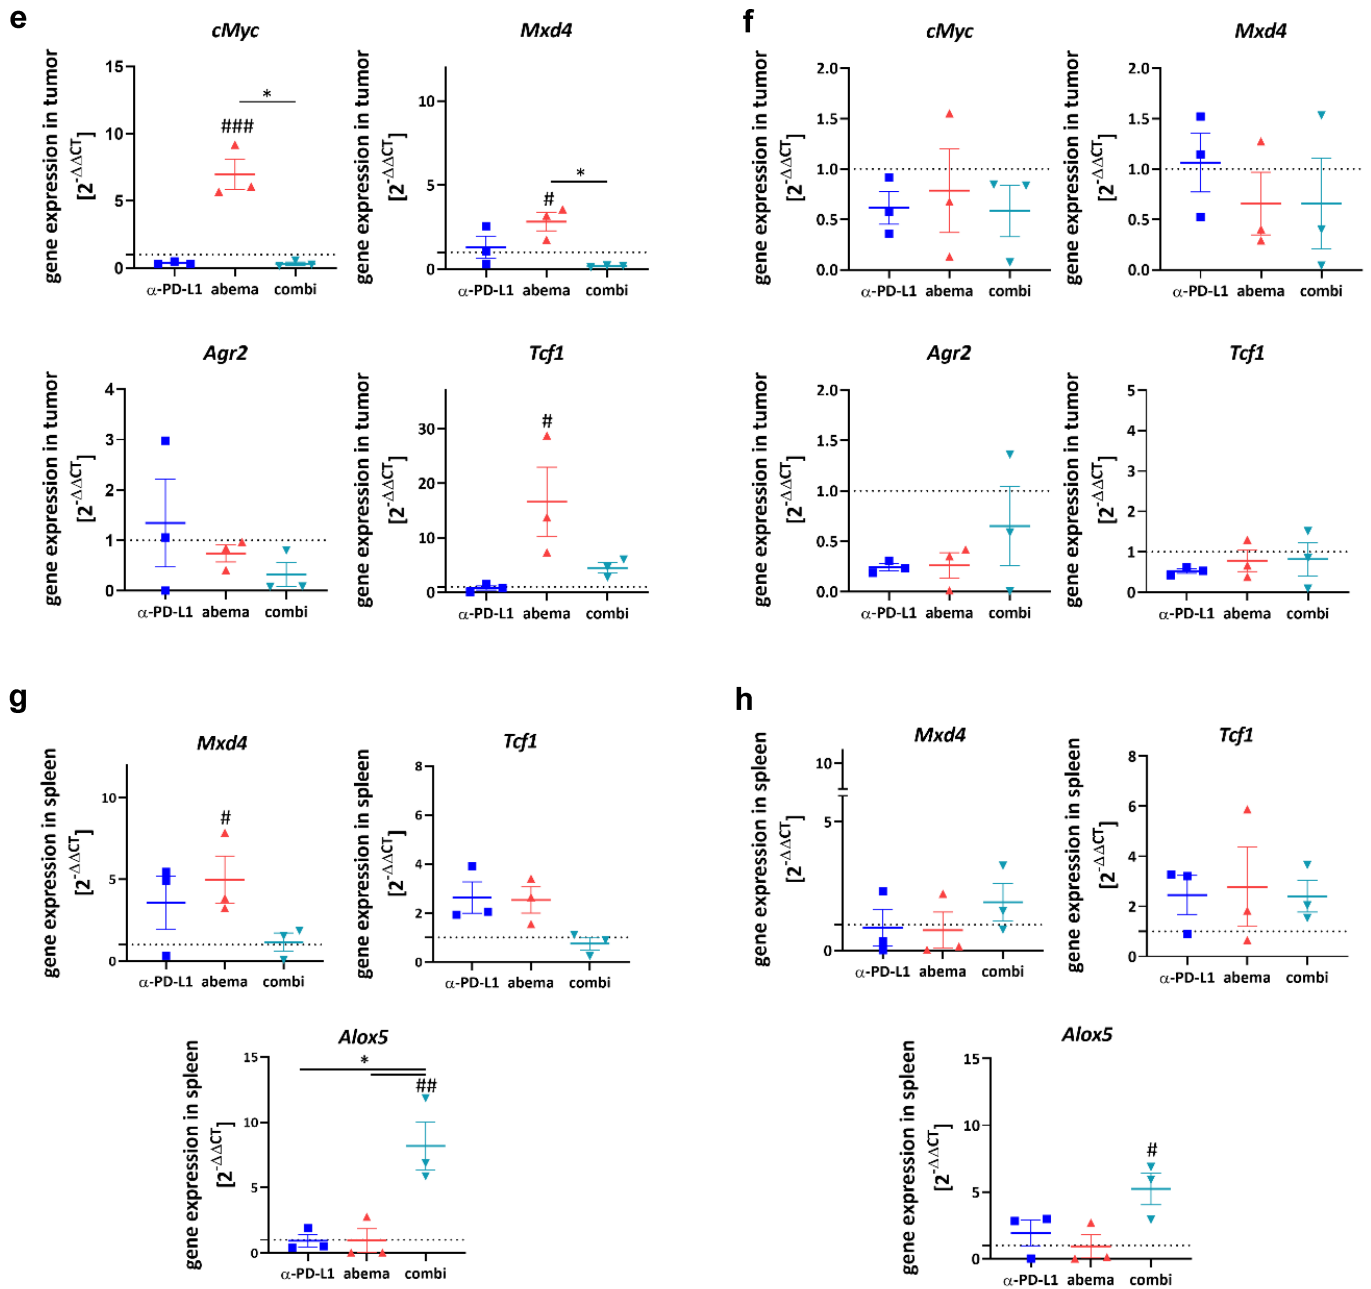 e
cMyc
gene expression in tumor
[2^-ΔΔCT]
15
10
5
0
###
*
α-PD-L1 abema combi
Mxd4
gene expression in tumor
[2^-ΔΔCT]
10
5
0
#
*
α-PD-L1 abema combi
Agr2
gene expression in tumor
[2^-ΔΔCT]
4
3
2
1
0
α-PD-L1 abema combi
Tcf1
gene expression in tumor
[2^-ΔΔCT]
30
20
10
0
#
α-PD-L1 abema combi
f
cMyc
gene expression in tumor
[2^-ΔΔCT]
2.0
1.5
1.0
0.5
0.0
α-PD-L1 abema combi
Mxd4
gene expression in tumor
[2^-ΔΔCT]
2.0
1.5
1.0
0.5
0.0
α-PD-L1 abema combi
Agr2
gene expression in tumor
[2^-ΔΔCT]
2.0
1.5
1.0
0.5
0.0
α-PD-L1 abema combi
Tcf1
gene expression in tumor
[2^-ΔΔCT]
5
4
3
2
1
0
α-PD-L1 abema combi
g
Mxd4
gene expression in spleen
[2^-ΔΔCT]
10
5
0
#
α-PD-L1 abema combi
Tcf1
gene expression in spleen
[2^-ΔΔCT]
8
6
4
2
0
α-PD-L1 abema combi
Alox5
gene expression in spleen
[2^-ΔΔCT]
15
10
5
0
*
##
α-PD-L1 abema combi
h
Mxd4
gene expression in spleen
[2^-ΔΔCT]
10
5
0
α-PD-L1 abema combi
Tcf1
gene expression in spleen
[2^-ΔΔCT]
8
6
4
2
0
α-PD-L1 abema combi
Alox5
gene expression in spleen
[2^-ΔΔCT]
15
10
5
0
#
α-PD-L1 abema combi